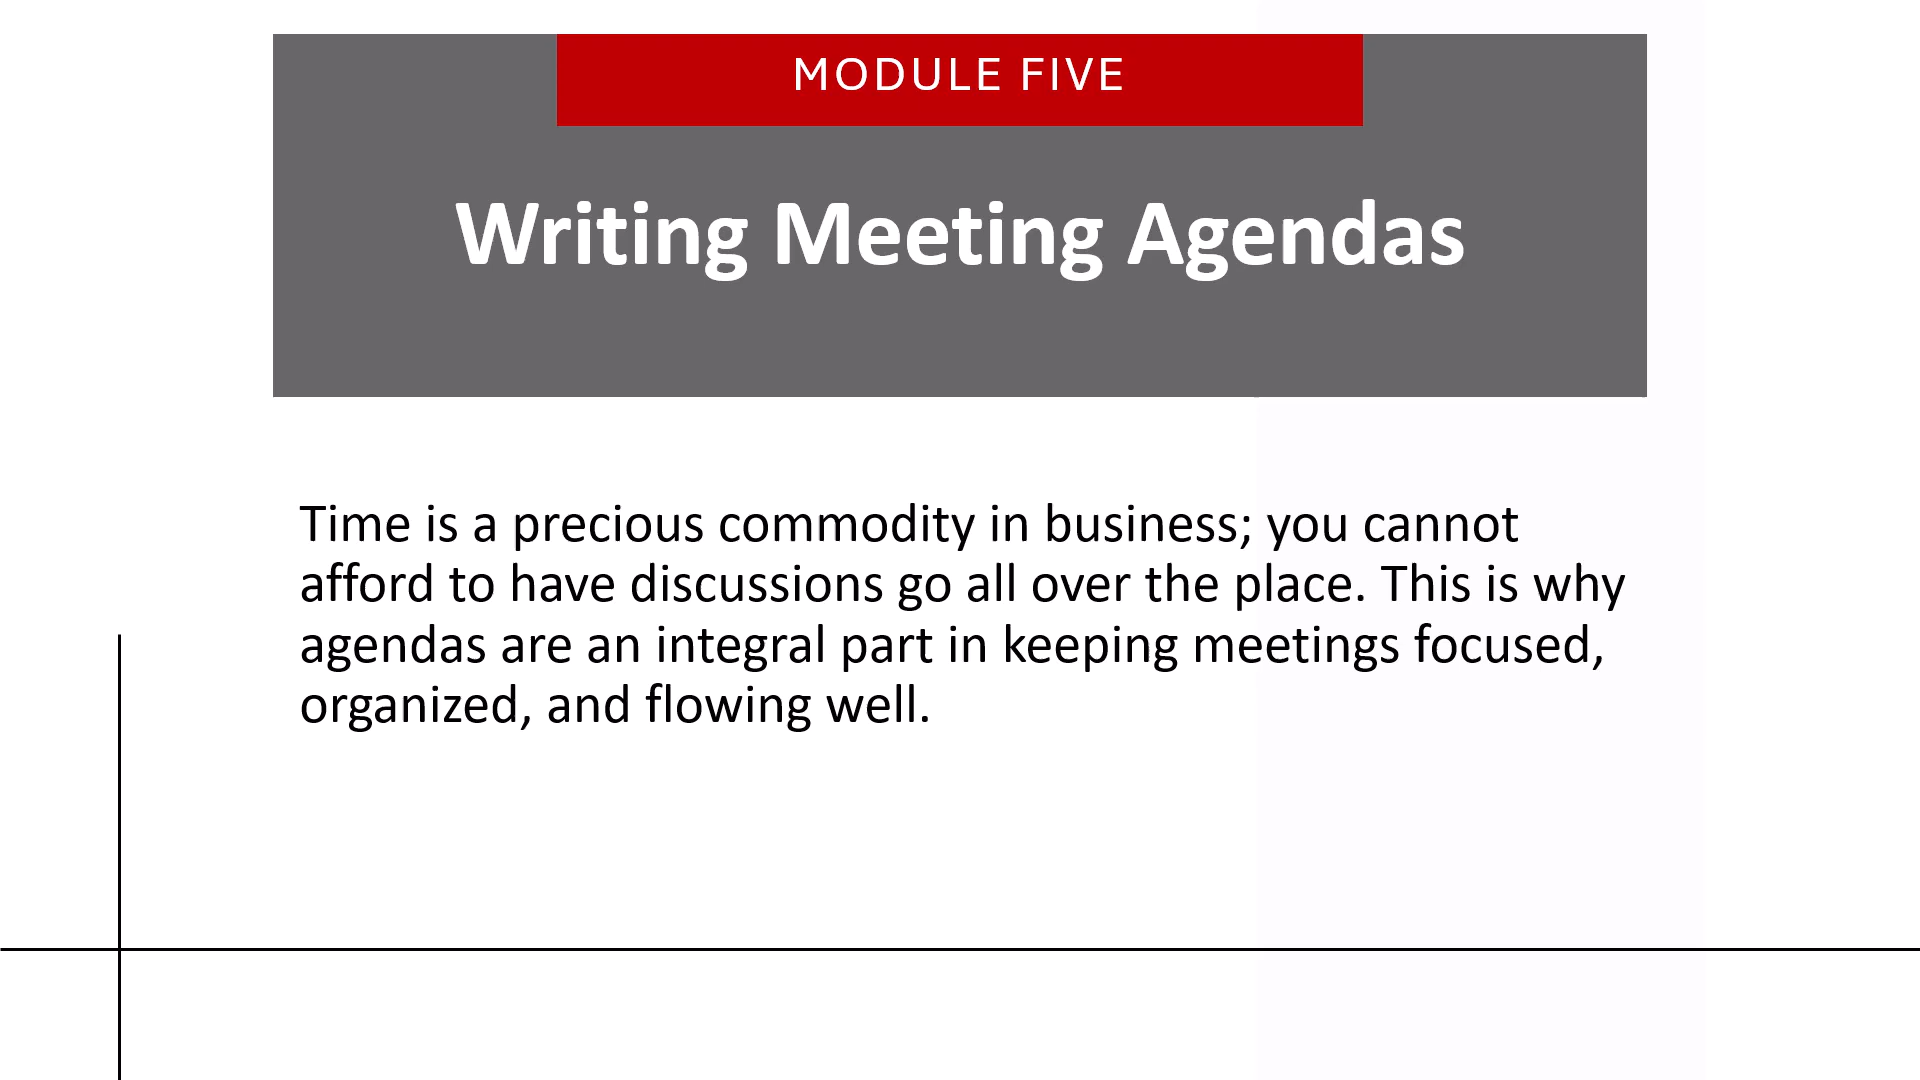 MODULE FIVE
Writing Meeting Agendas
Time is a precious commodity in business; you cannot
afford to have discussions go all over the place. This is why
agendas are an integral part in keeping meetings focused,
organized, and flowing well.